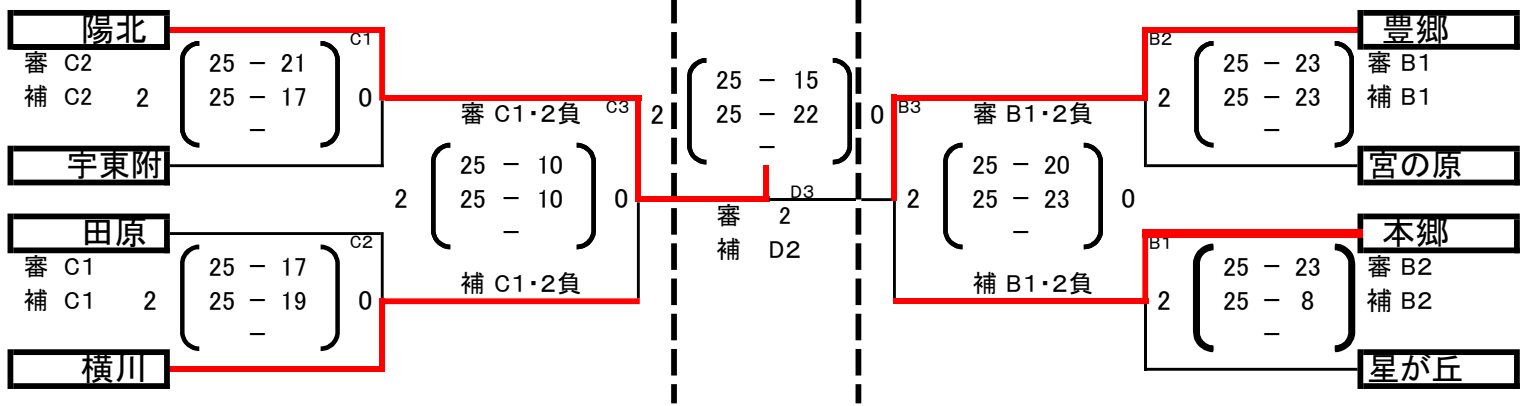 陽北
C1
審 C2
補 C2
2
25 − 21
25 − 17
−
0
宇東附
審 C1・2負
C3
2
25 − 10
25 − 10
−
0
補 C1・2負
田原
C2
審 C1
補 C1
2
25 − 17
25 − 19
−
0
横川
2
25 − 15
25 − 22
−
0
D3
審 2
補 D2
B3
審 B1・2負
2
25 − 20
25 − 23
−
0
補 B1・2負
豊郷
B2
審 B1
補 B1
2
25 − 23
25 − 23
−
宮の原
本郷
B1
審 B2
補 B2
2
25 − 23
25 − 8
−
星が丘